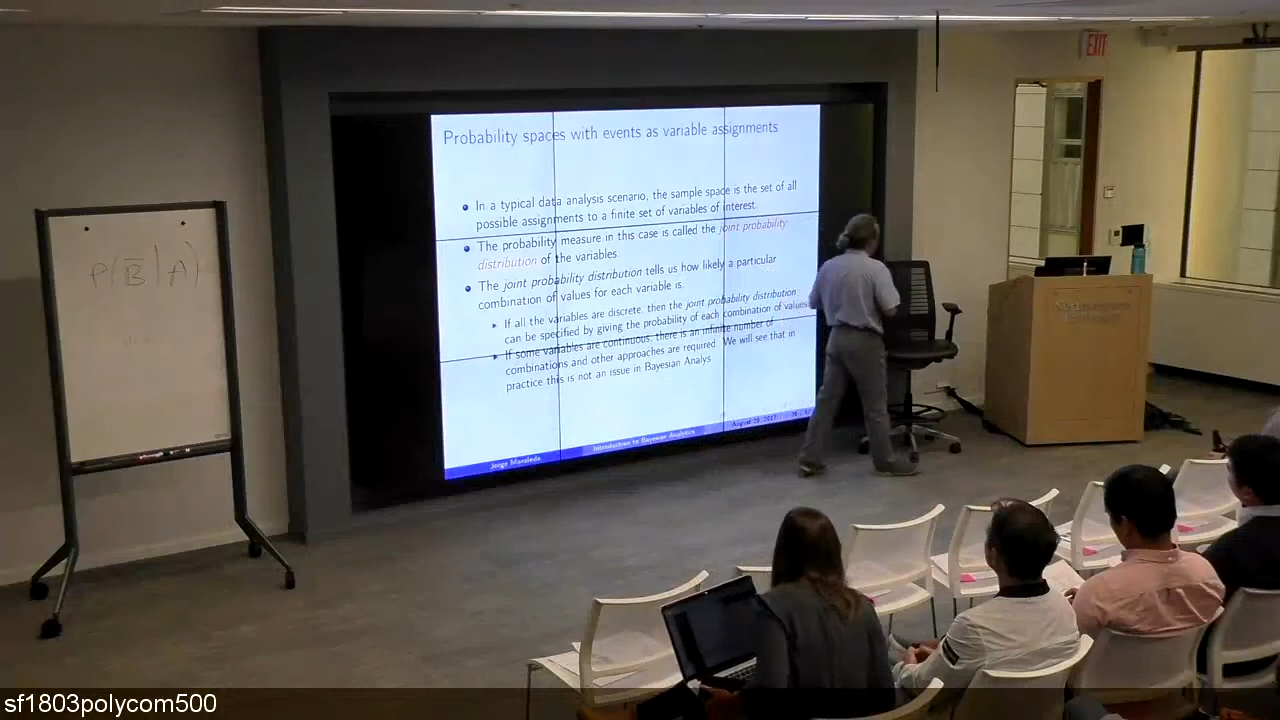 EXIT
Probability spaces with events as variable assignments
In a typical data analysis scenario, the sample space is the set of all
possible assignments to a finite set of variables of interest.
The probability measure in this case is called the joint probability
distribution of the variables
The joint probability distribution tells us how likely a particular
combination of values for each variable is.
If all the variables are discrete, then the joint probability distribution
can be specified by giving the probability of each combination of values
If some variables are continuous, there is an infinite number of
combinations and other approaches are required We will see that in
practice this is not an issue in Bayesian Analys
Jorge Moraleda
Introduction to Bayesian Analytics
August 29, 2017
P(B̅|A)
sf1803polycom500